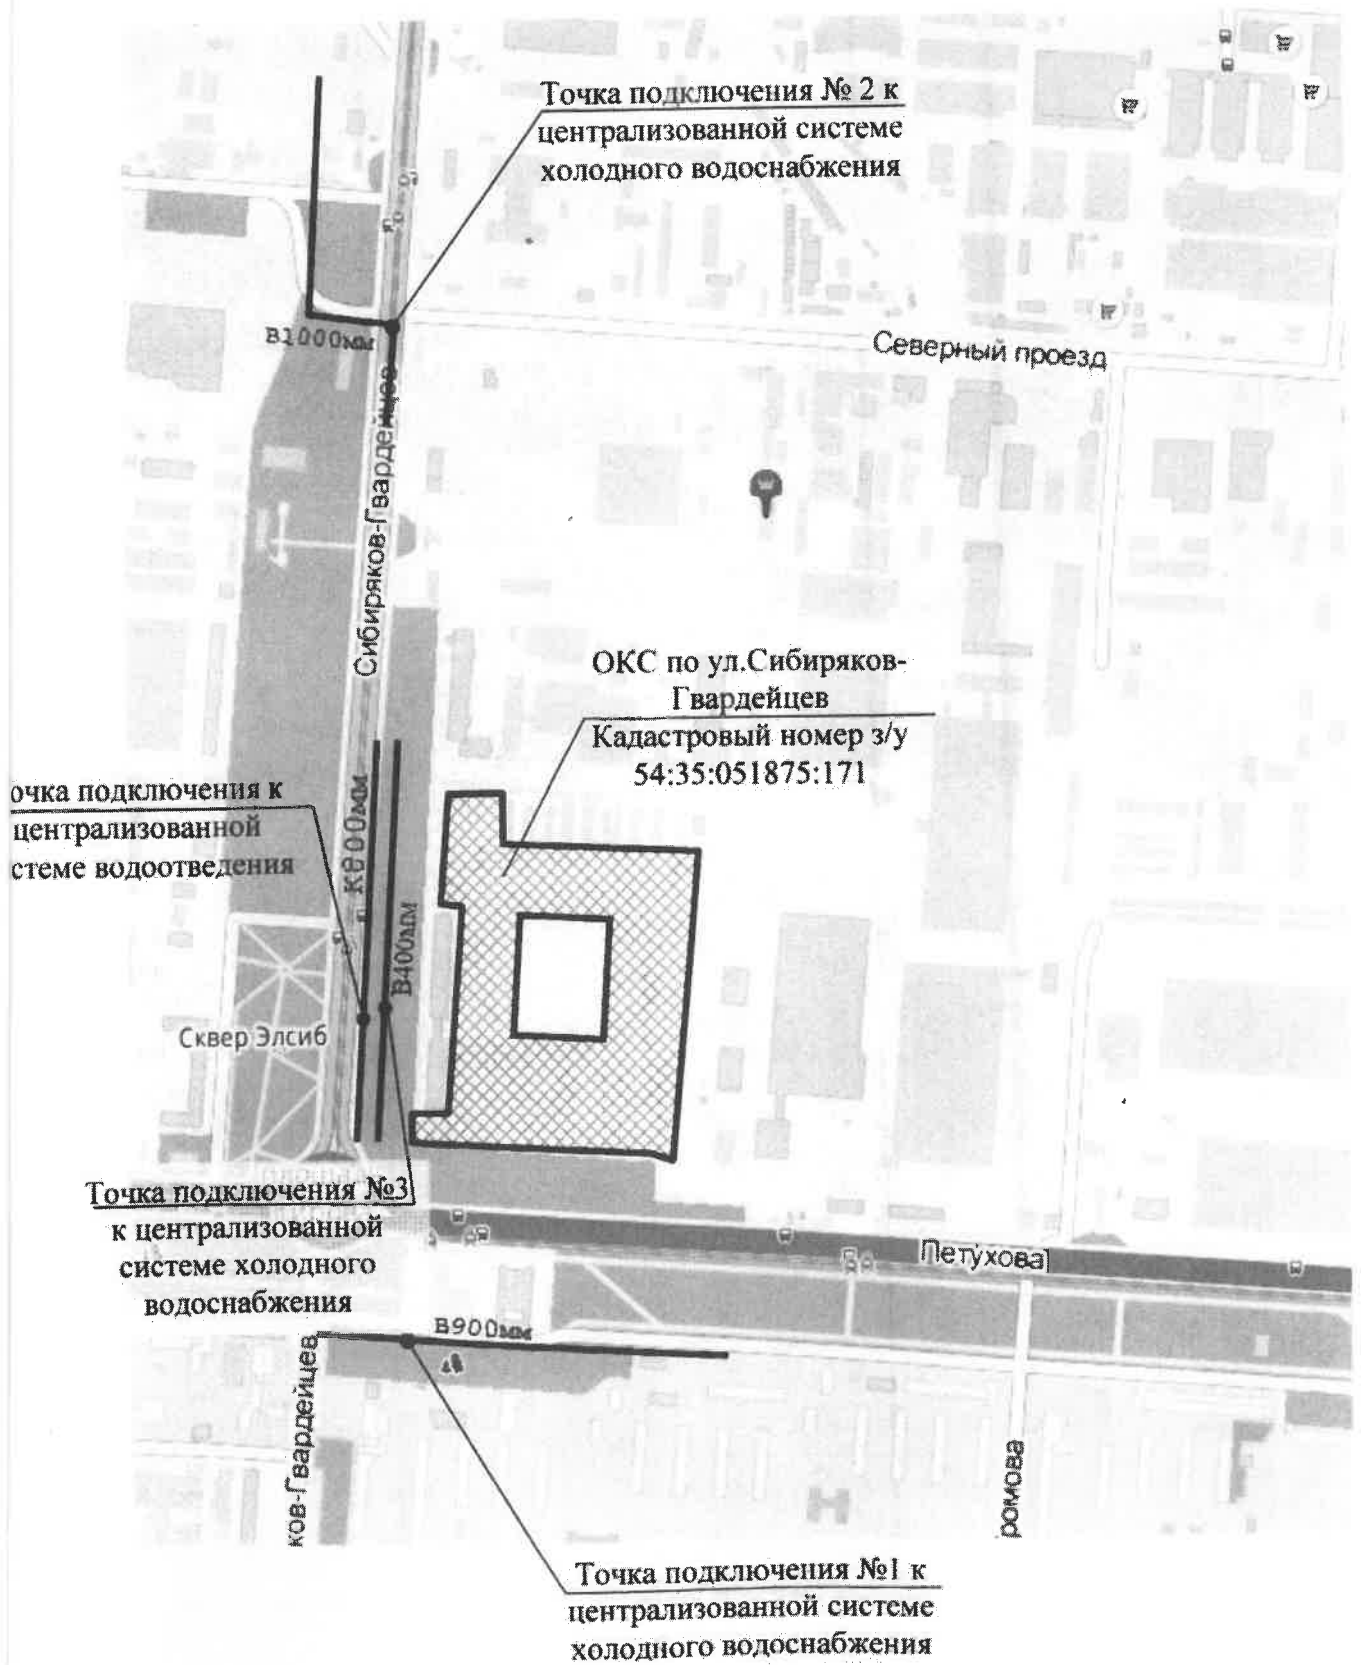 Точка подключения № 2 к
централизованной системе
холодного водоснабжения
В1000мм
Северный проезд
Сибиряков-Гвардейцев
ОКС по ул.Сибиряков-
Гвардейцев
Кадастровый номер з/у
54:35:051875:171
очка подключения к
централизованной
стеме водоотведения
К800мм
В400мм
Сквер Элсиб
Точка подключения №3
к централизованной
системе холодного
водоснабжения
Петухова
В900мм
ков-Гвардейцев
ромова
Точка подключения №1 к
централизованной системе
холодного водоснабжения